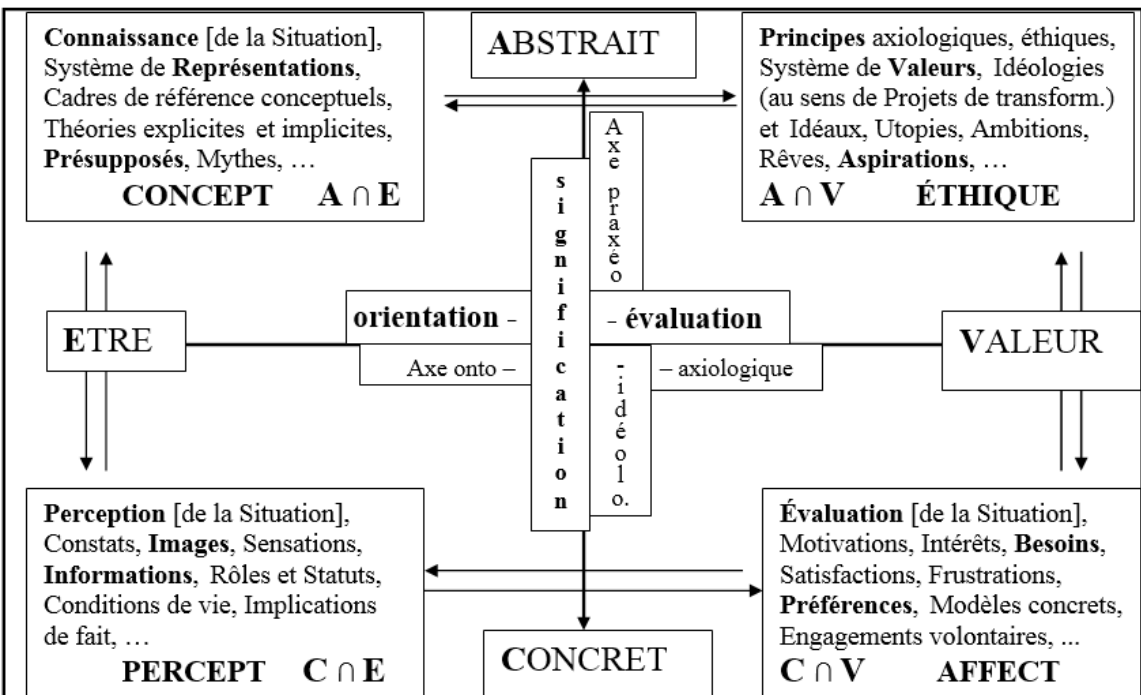 Connaissance [de la Situation],
Système de Représentations,
Cadres de référence conceptuels,
Théories explicites et implicites,
Présupposés, Mythes, …
CONCEPT A ∩ E
ABSTRAIT
Principes axiologiques, éthiques,
Système de Valeurs, Idéologies
(au sens de Projets de transform.)
et Idéaux, Utopies, Ambitions,
Rêves, Aspirations, …
A ∩ V ÉTHIQUE
Axe praxéo
signification
orientation -
- évaluation
ETRE
VALEUR
Axe onto –
– axiologique
-idéolo.
Perception [de la Situation],
Constats, Images, Sensations,
Informations, Rôles et Statuts,
Conditions de vie, Implications
de fait, …
PERCEPT C ∩ E
CONCRET
Évaluation [de la Situation],
Motivations, Intérêts, Besoins,
Satisfactions, Frustrations,
Préférences, Modèles concrets,
Engagements volontaires, ...
C ∩ V AFFECT